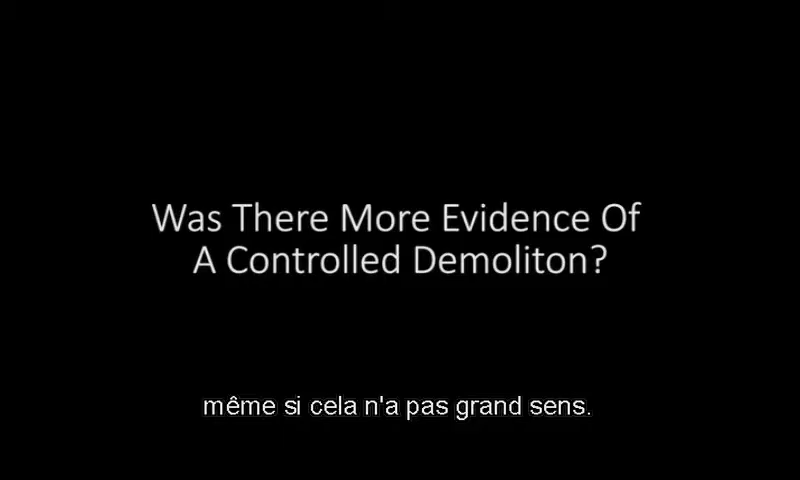 Was There More Evidence Of
A Controlled Demoliton?
même si cela n'a pas grand sens.